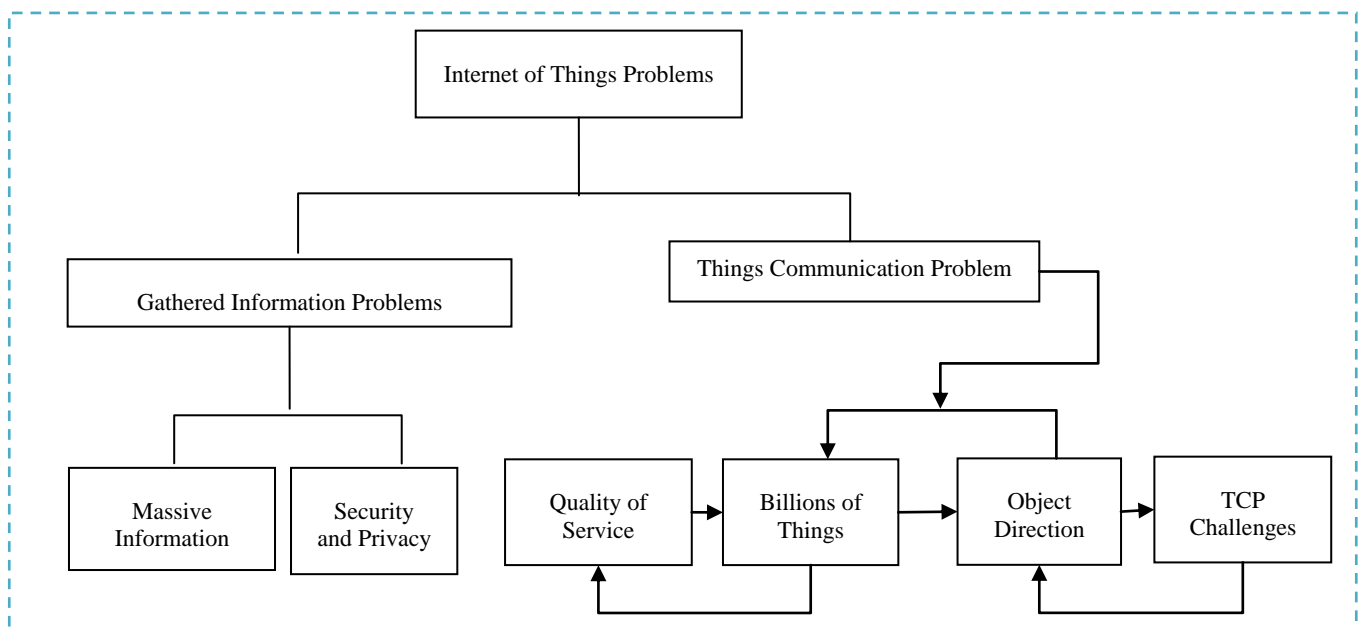 Internet of Things Problems
Things Communication Problem
Gathered Information Problems
Massive
Information
Security
and Privacy
Quality of
Service
Billions of
Things
Object
Direction
TCP
Challenges